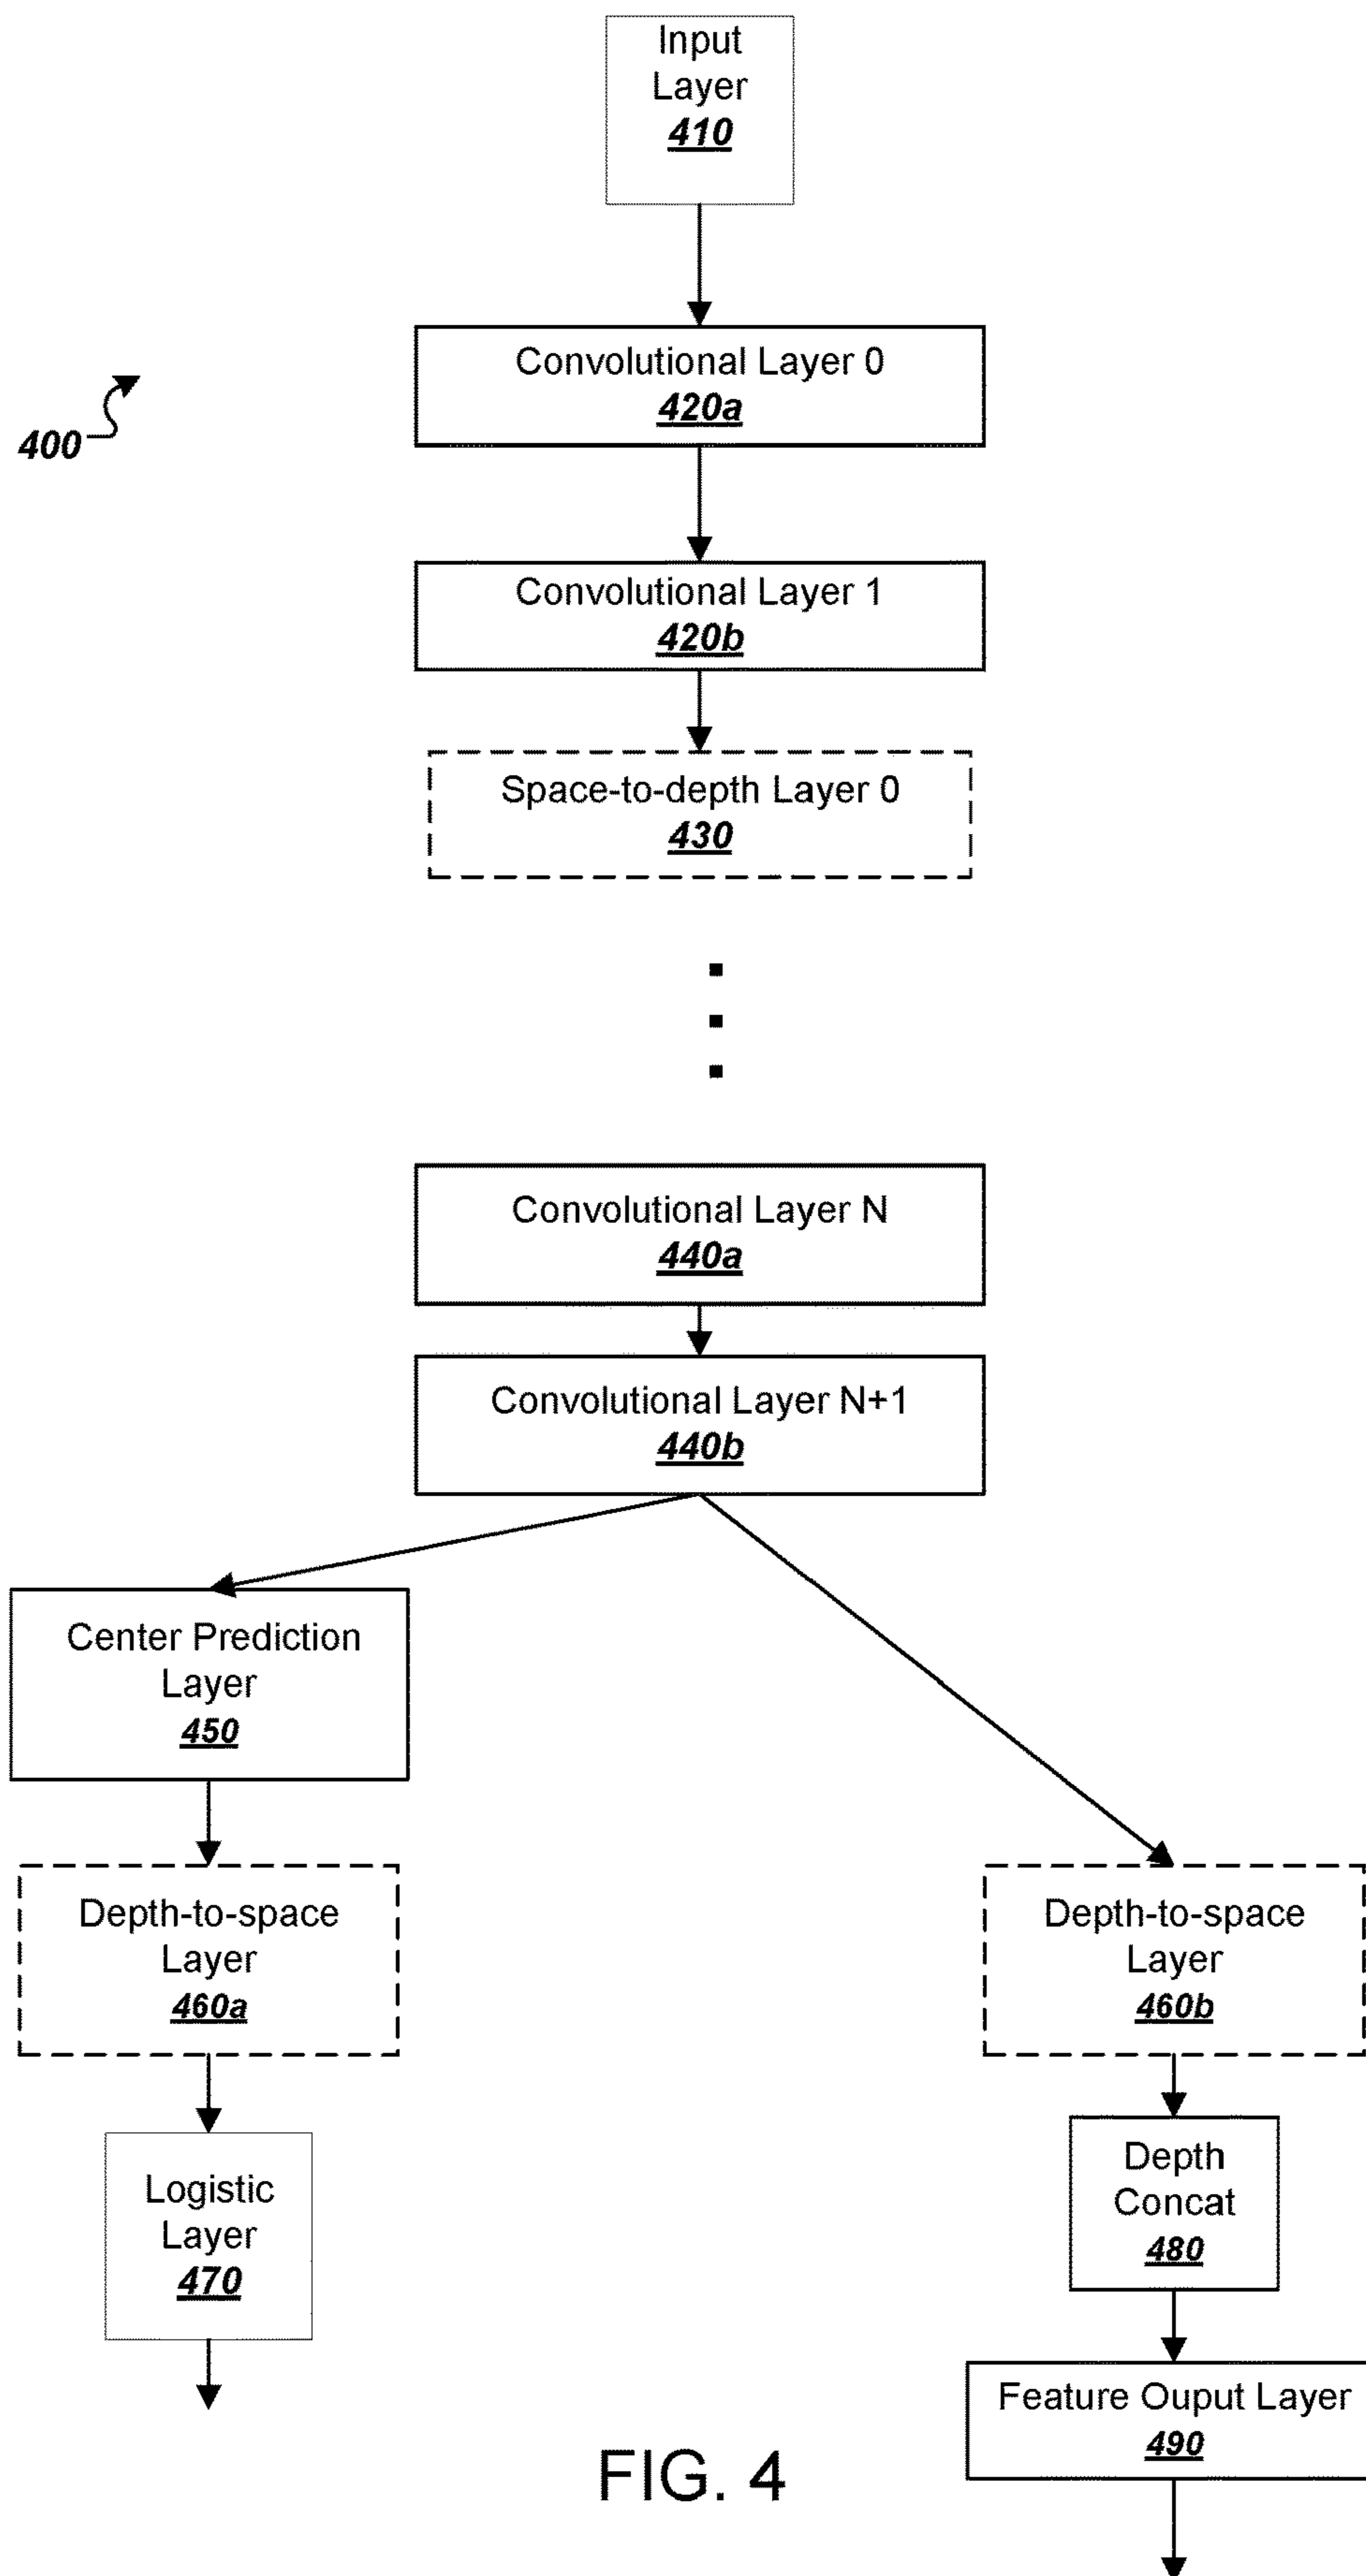 Input
Layer
410
Convolutional Layer 0
420a
400
Convolutional Layer 1
420b
Space-to-depth Layer 0
430
Convolutional Layer N
440a
Convolutional Layer N+1
440b
Center Prediction
Layer
450
Depth-to-space
Layer
460a
Depth-to-space
Layer
460b
Logistic
Layer
470
Depth
Concat
480
Feature Ouput Layer
490
FIG. 4